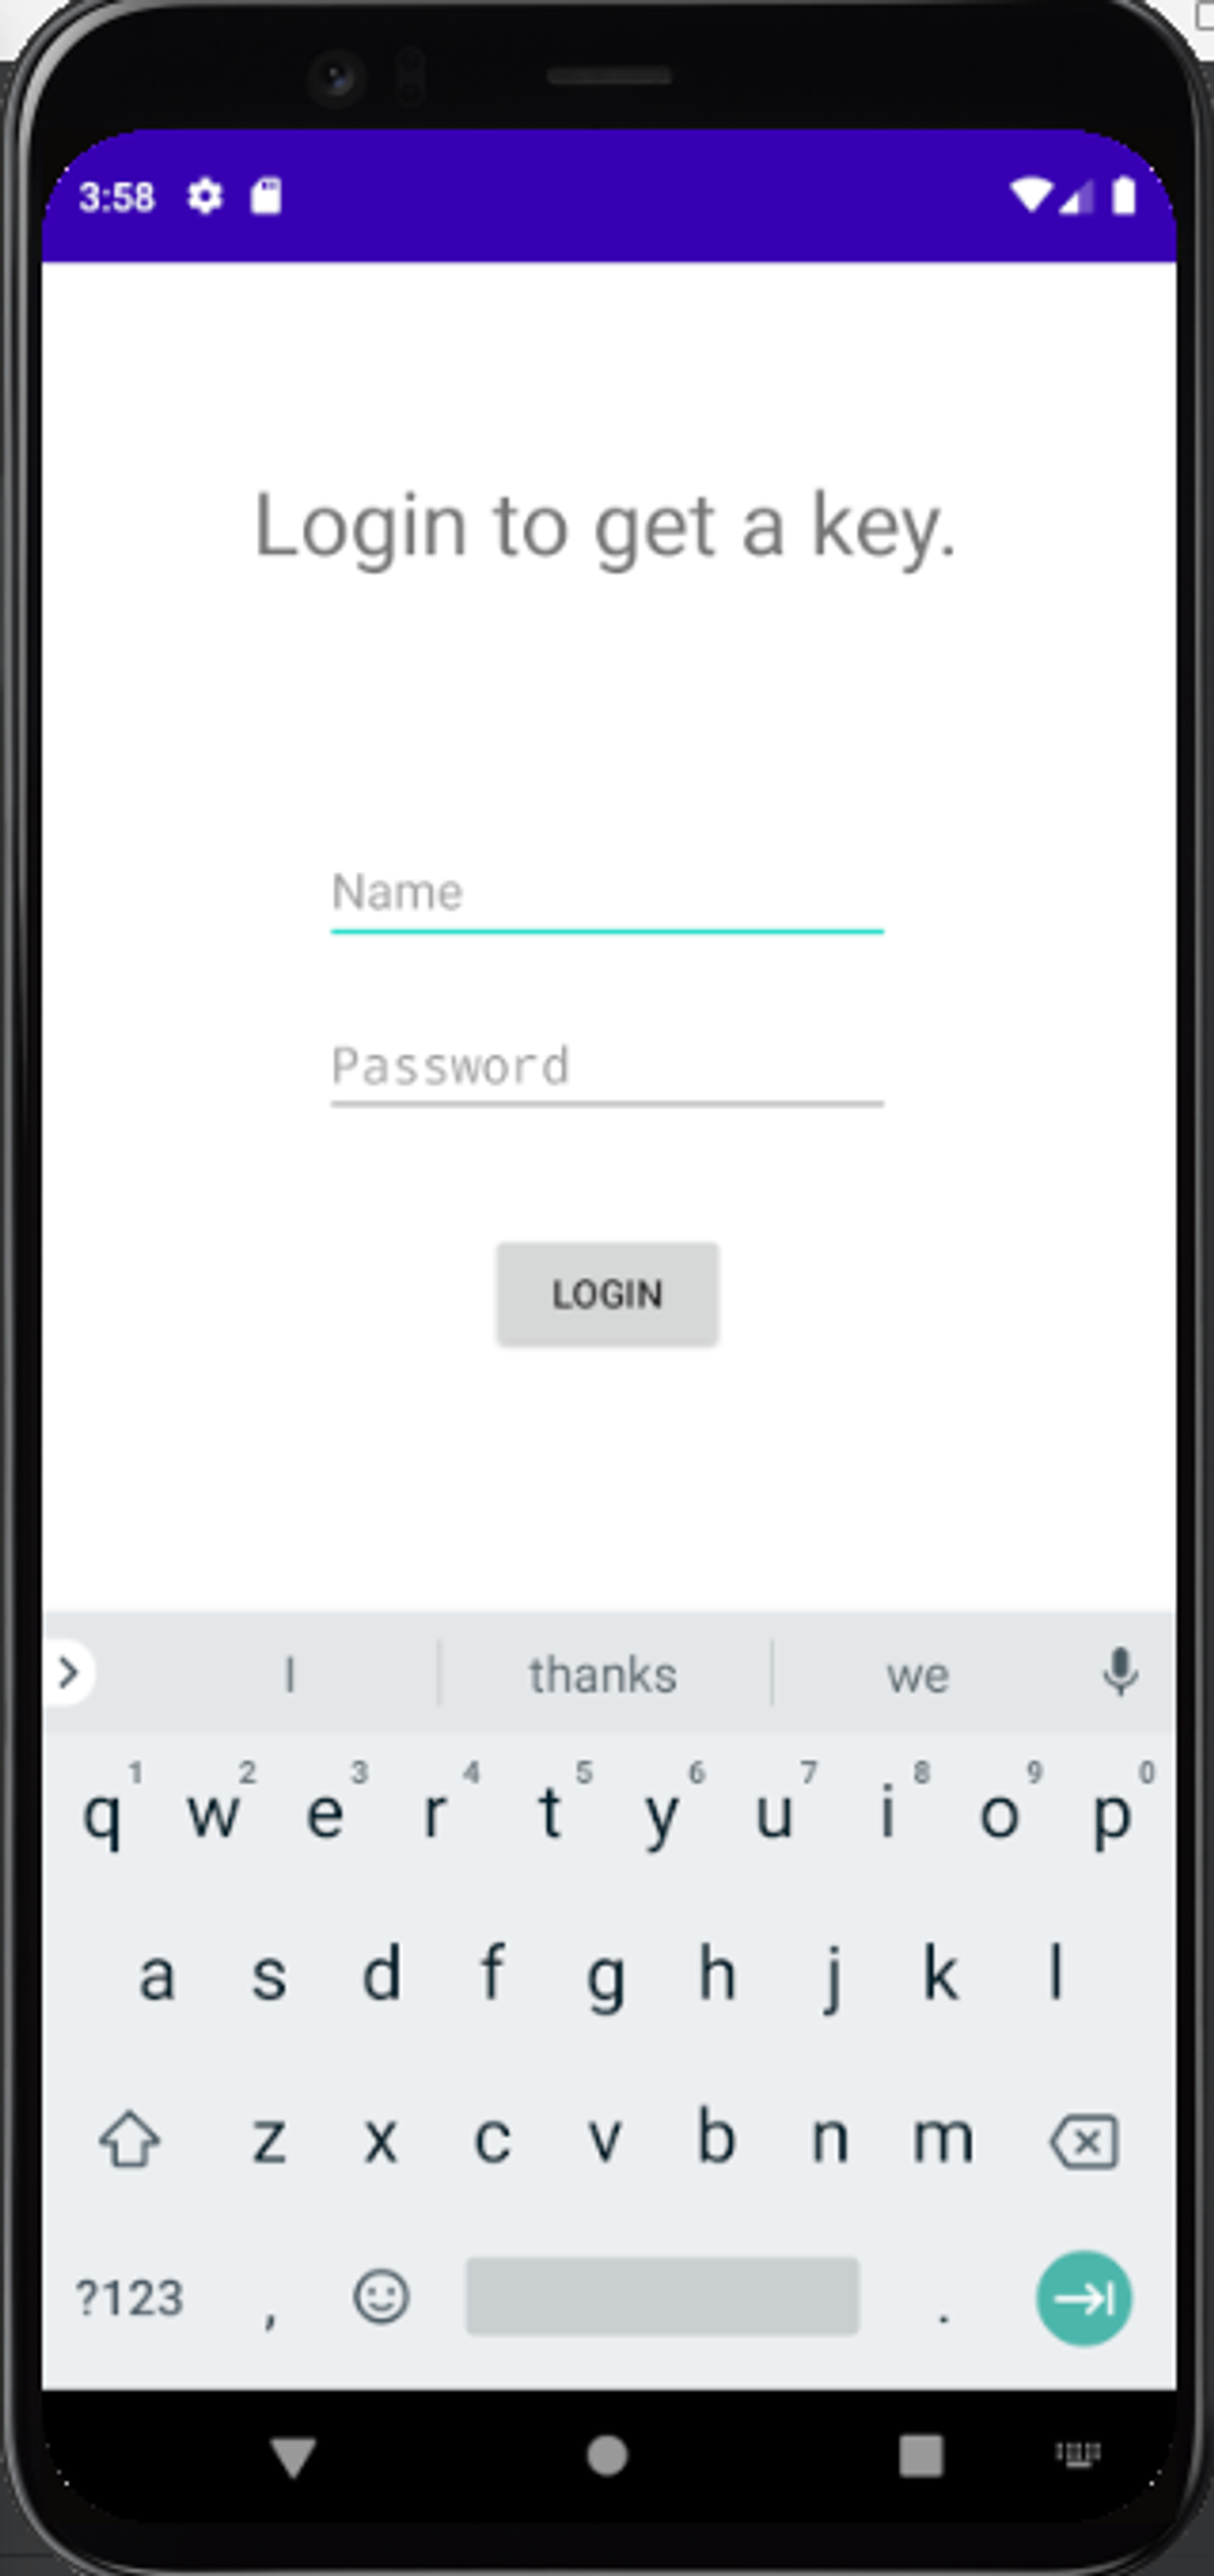 3:58
Login to get a key.
Name
Password
LOGIN
I thanks we
1 2 3 4 5 6 7 8 9 0
q w e r t y u i o p
a s d f g h j k l
z x c v b n m
?123 , .